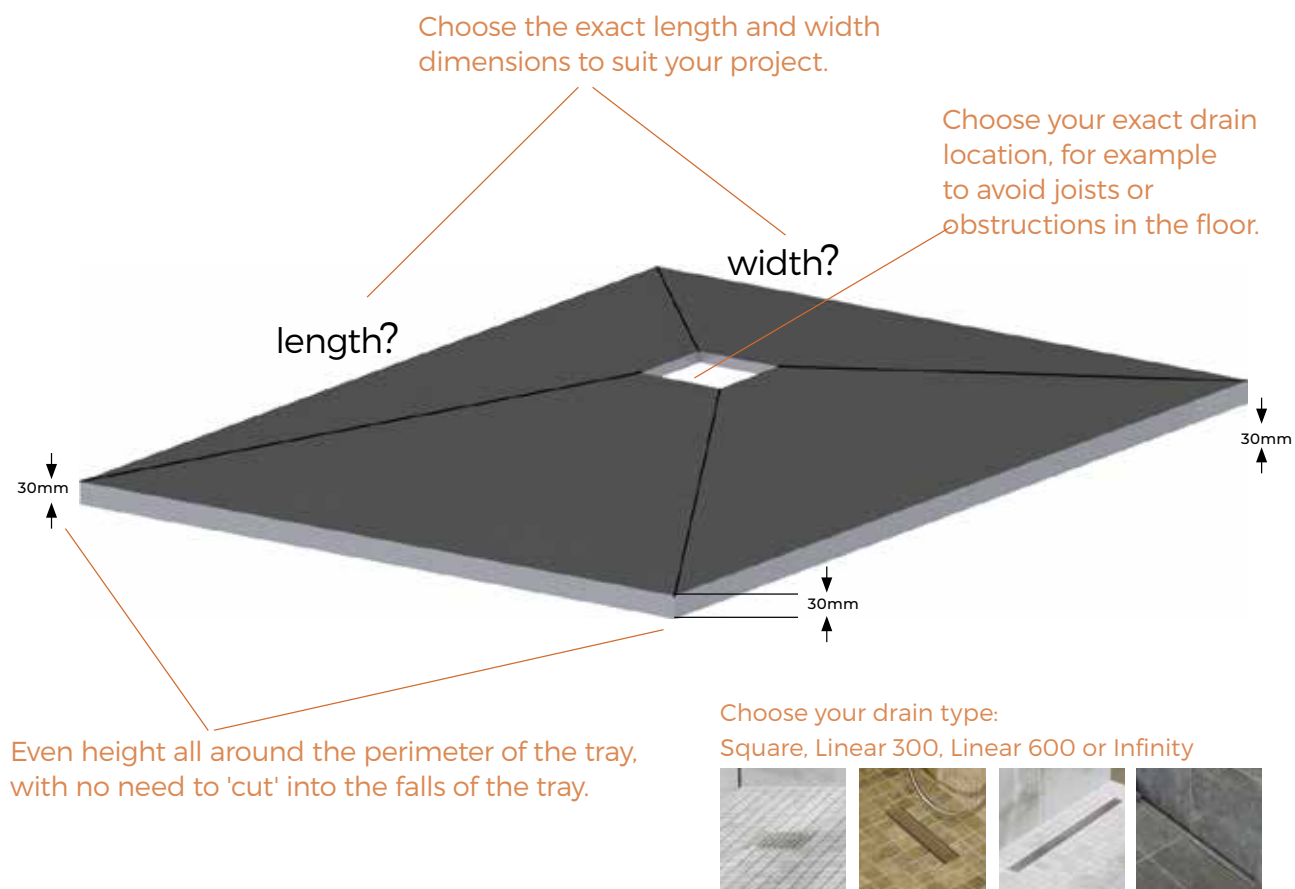 Choose the exact length and width
dimensions to suit your project.
Choose your exact drain
location, for example
to avoid joists or
obstructions in the floor.
width?
length?
30mm
30mm
30mm
Choose your drain type:
Square, Linear 300, Linear 600 or Infinity
Even height all around the perimeter of the tray,
with no need to 'cut' into the falls of the tray.